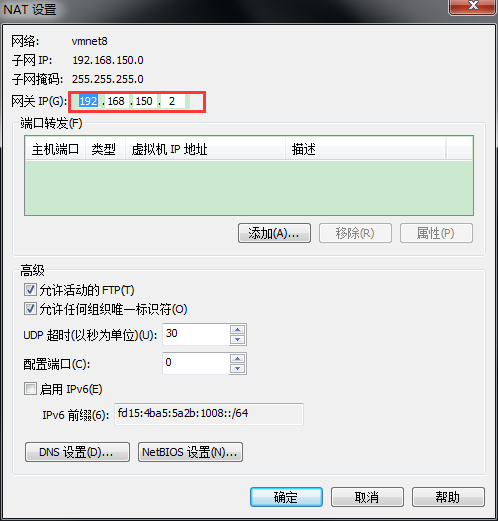 NAT 设置
网络: vmnet8
子网 IP: 192.168.150.0
子网掩码: 255.255.255.0
网关 IP(G): 192 . 168 . 150 . 2
端口转发(F)
主机端口 类型 虚拟机 IP 地址 描述
添加(A)... 移除(R) 属性(P)
高级
允许活动的 FTP(T)
允许任何组织唯一标识符(O)
UDP 超时(以秒为单位)(U): 30
配置端口(C): 0
启用 IPv6(E)
IPv6 前缀(6): fd15:4ba5:5a2b:1008::/64
DNS 设置(D)... NetBIOS 设置(N)...
确定 取消 帮助